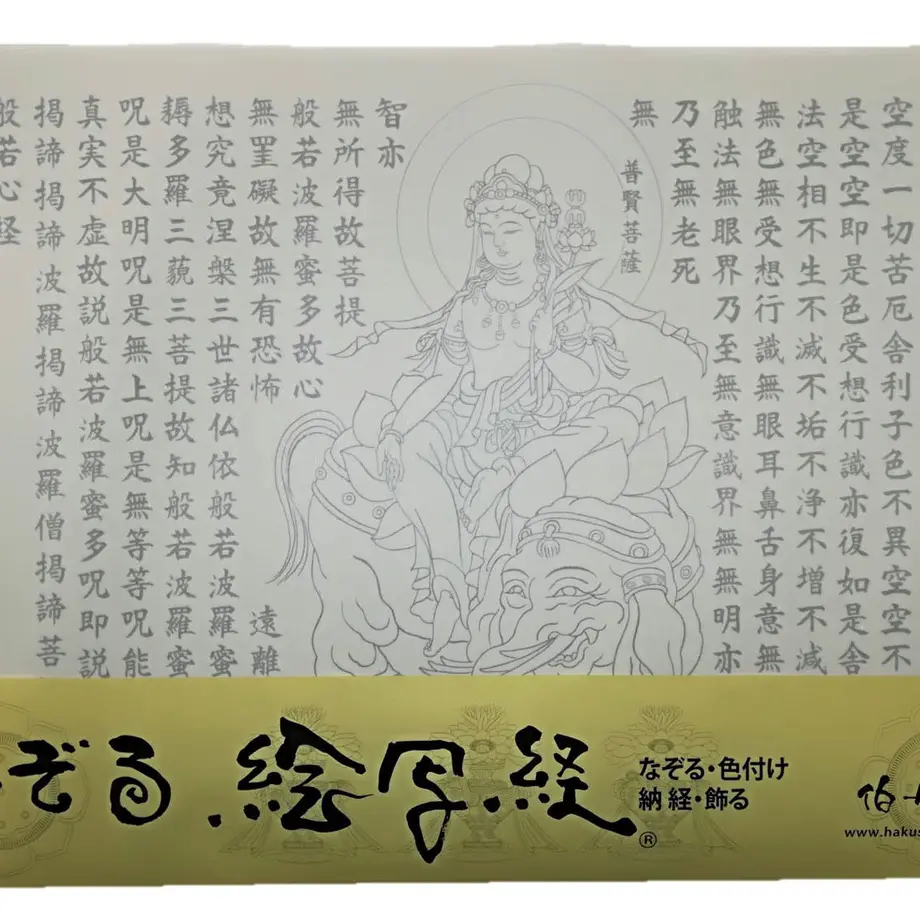 空度一切苦厄舎利子色不異空空不
是空空即是色受想行識亦復如是舎
法空相不生不滅不垢不浄不増不減
無色無受想行識無眼耳鼻舌身意無
触法無眼界乃至無意識界無無明亦
乃至無老死
無
普賢菩薩
智亦
無所得故菩提
般若波羅蜜多故心
無罣礙故無有恐怖 遠離
想究竟涅槃三世諸仏依般若波羅蜜
耨多羅三藐三菩提故知般若波羅蜜
呪是大明呪是無上呪是無等等呪能
真実不虚故説般若波羅蜜多呪即説
掲諦掲諦波羅掲諦波羅僧掲諦菩
般若心経
ぞる 絵写経®
なぞる・色付け
納経・飾る
伯
www.hakus